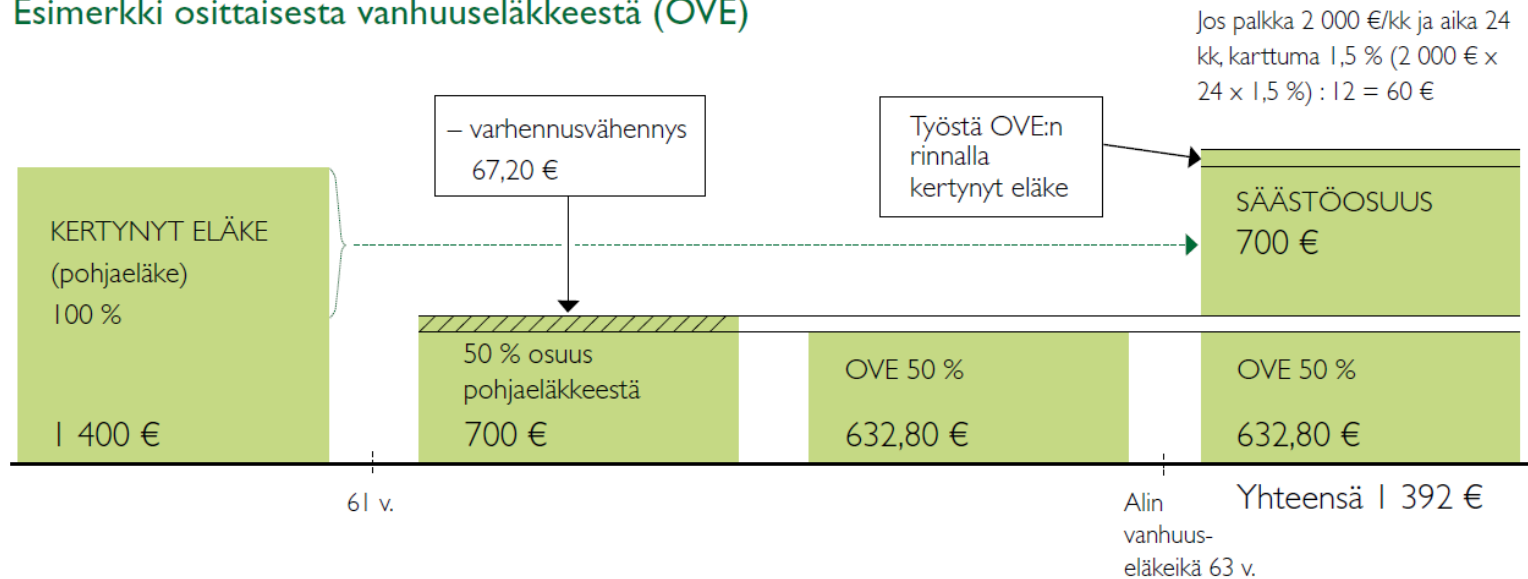 Esimerkki osittaisesta vanhuuseläkkeestä (OVE)
Jos palkka 2 000 €/kk ja aika 24
kk, karttuma 1,5 % (2 000 € x
24 x 1,5 %) : 12 = 60 €
– varhennusvähennys
67,20 €
Työstä OVE:n
rinnalla
kertynyt eläke
KERTYNYT ELÄKE
(pohjaeläke)
100 %
1 400 €
50 % osuus
pohjaeläkkeestä
700 €
OVE 50 %
632,80 €
SÄÄSTÖOSUUS
700 €
OVE 50 %
632,80 €
61 v.
Alin
vanhuus-
eläkeikä 63 v.
Yhteensä 1 392 €